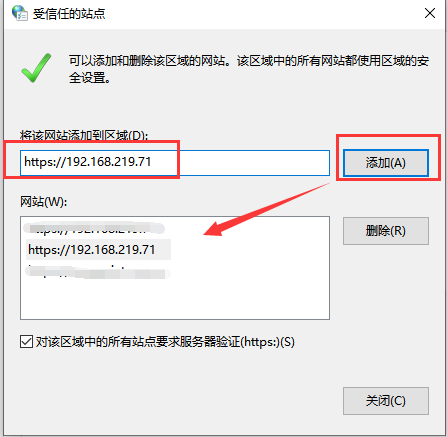 受信任的站点
可以添加和删除该区域的网站。该区域中的所有网站都使用区域的安
全设置。
将该网站添加到区域(D):
https://192.168.219.71
添加(A)
网站(W):
https://192.168.219.71
删除(R)
对该区域中的所有站点要求服务器验证(https:)(S)
关闭(C)